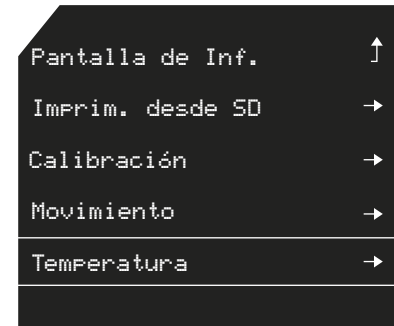 Pantalla de Inf.
Imprim. desde SD
Calibración
Movimiento
Temperatura